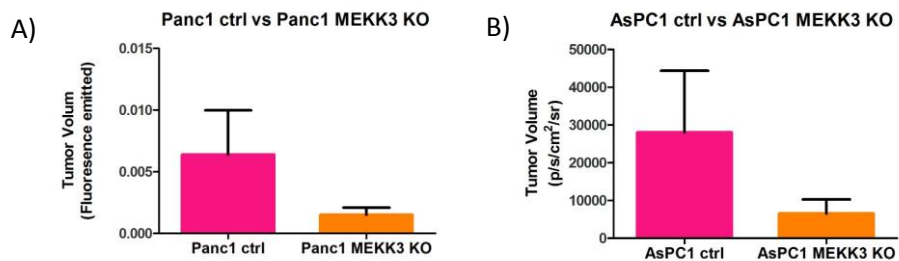 A)
Panc1 ctrl vs Panc1 MEKK3 KO
Tumor Volum
(Fluoresence emitted)
0.015
0.010
0.005
0.000
Panc1 ctrl
Panc1 MEKK3 KO
B)
AsPC1 ctrl vs AsPC1 MEKK3 KO
Tumor Volume
(p/s/cm²/sr)
50000
40000
30000
20000
10000
0
AsPC1 ctrl
AsPC1 MEKK3 KO